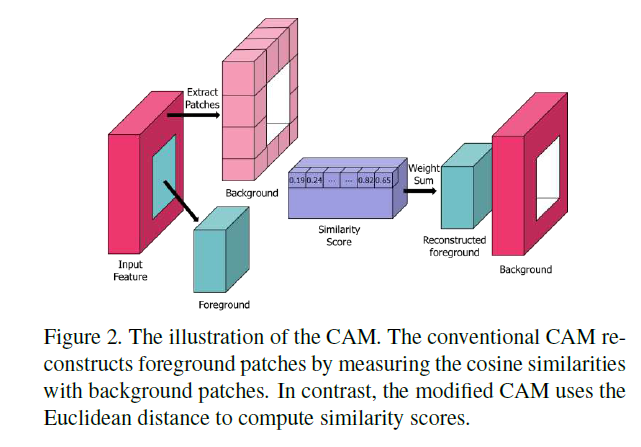 Extract
Patches
Background
0.19 0.24 ... ... 0.82 0.65
Weight
Sum
Similarity
Score
Reconstructed
foreground
Background
Input
Feature
Foreground
Figure 2. The illustration of the CAM. The conventional CAM re-
constructs foreground patches by measuring the cosine similarities
with background patches. In contrast, the modified CAM uses the
Euclidean distance to compute similarity scores.